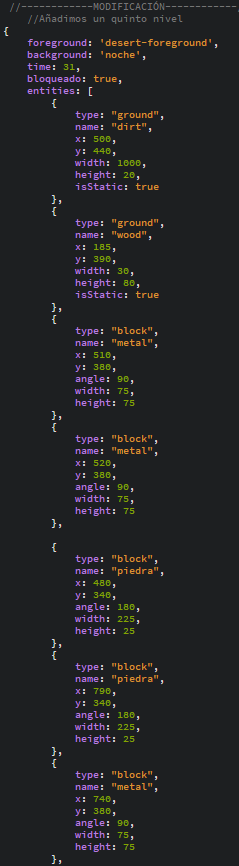 //------------MODIFICACIÓN------------/
//Añadimos un quinto nivel
{
foreground: 'desert-foreground',
background: 'noche',
time: 31,
bloqueado: true,
entities: [
{
type: "ground",
name: "dirt",
x: 500,
y: 440,
width: 1000,
height: 20,
isStatic: true
},
{
type: "ground",
name: "wood",
x: 185,
y: 390,
width: 30,
height: 80,
isStatic: true
},
{
type: "block",
name: "metal",
x: 510,
y: 380,
angle: 90,
width: 75,
height: 75
},
{
type: "block",
name: "metal",
x: 520,
y: 380,
angle: 90,
width: 75,
height: 75
},
{
type: "block",
name: "piedra",
x: 480,
y: 340,
angle: 180,
width: 225,
height: 25
},
{
type: "block",
name: "piedra",
x: 790,
y: 340,
angle: 180,
width: 225,
height: 25
},
{
type: "block",
name: "metal",
x: 740,
y: 380,
angle: 90,
width: 75,
height: 75
},